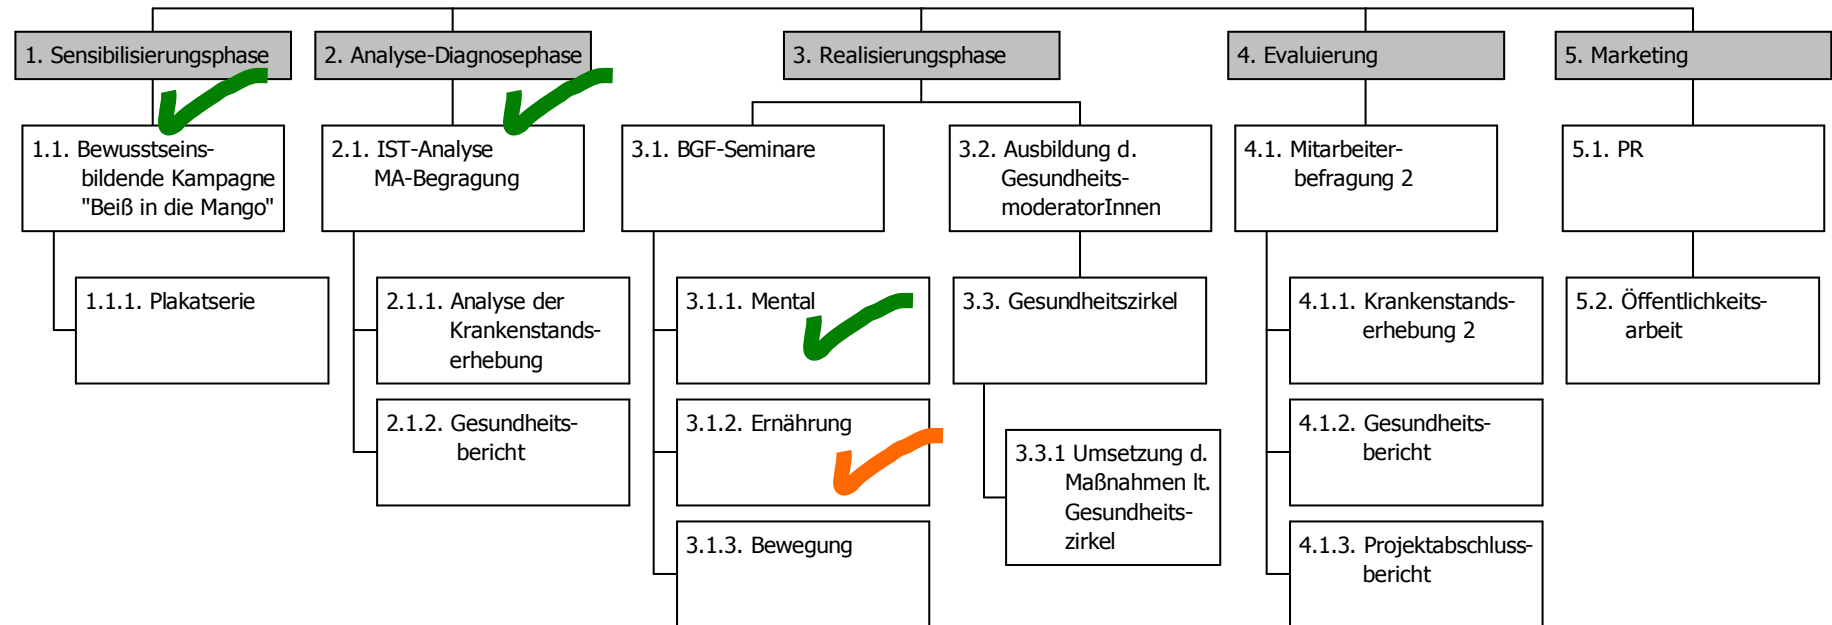 1. Sensibilisierungsphase
2. Analyse-Diagnosephase
3. Realisierungsphase
4. Evaluierung
5. Marketing
1.1. Bewusstseins-
bildende Kampagne
"Beiß in die Mango"
2.1. IST-Analyse
MA-Begragung
3.1. BGF-Seminare
3.2. Ausbildung d.
Gesundheits-
moderatorInnen
4.1. Mitarbeiter-
befragung 2
5.1. PR
1.1.1. Plakatserie
2.1.1. Analyse der
Krankenstands-
erhebung
3.1.1. Mental
3.3. Gesundheitszirkel
4.1.1. Krankenstands-
erhebung 2
5.2. Öffentlichkeits-
arbeit
2.1.2. Gesundheits-
bericht
3.1.2. Ernährung
3.3.1 Umsetzung d.
Maßnahmen lt.
Gesundheits-
zirkel
4.1.2. Gesundheits-
bericht
3.1.3. Bewegung
4.1.3. Projektabschluss-
bericht